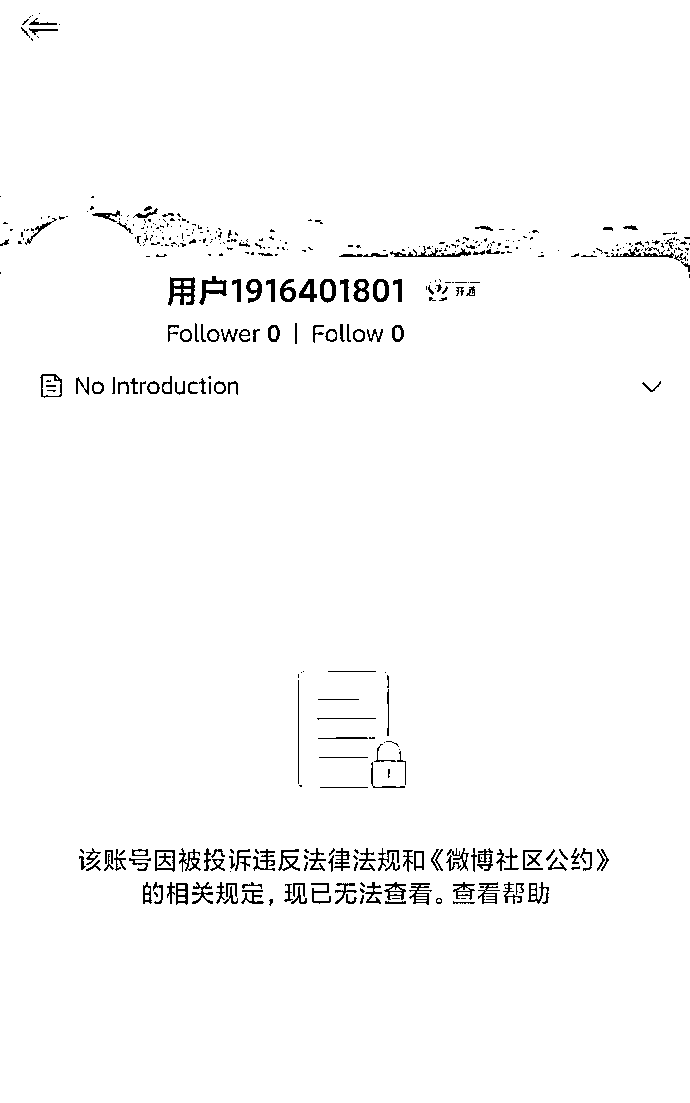 用户1916401801 开通
Follower 0 | Follow 0
No Introduction
该账号因被投诉违反法律法规和《微博社区公约》
的相关规定，现已无法查看。查看帮助